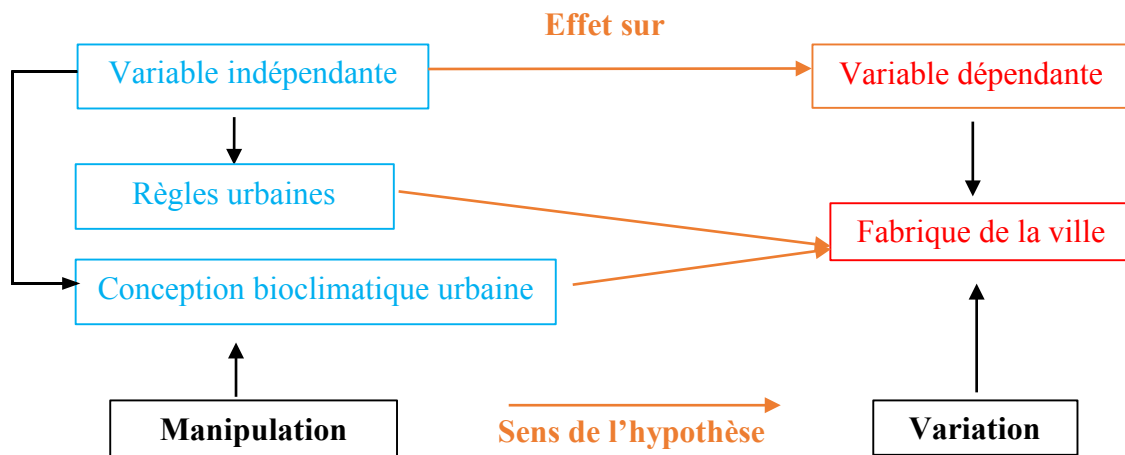 Effet sur
Variable indépendante
Variable dépendante
Règles urbaines
Fabrique de la ville
Conception bioclimatique urbaine
Manipulation
Sens de l’hypothèse
Variation